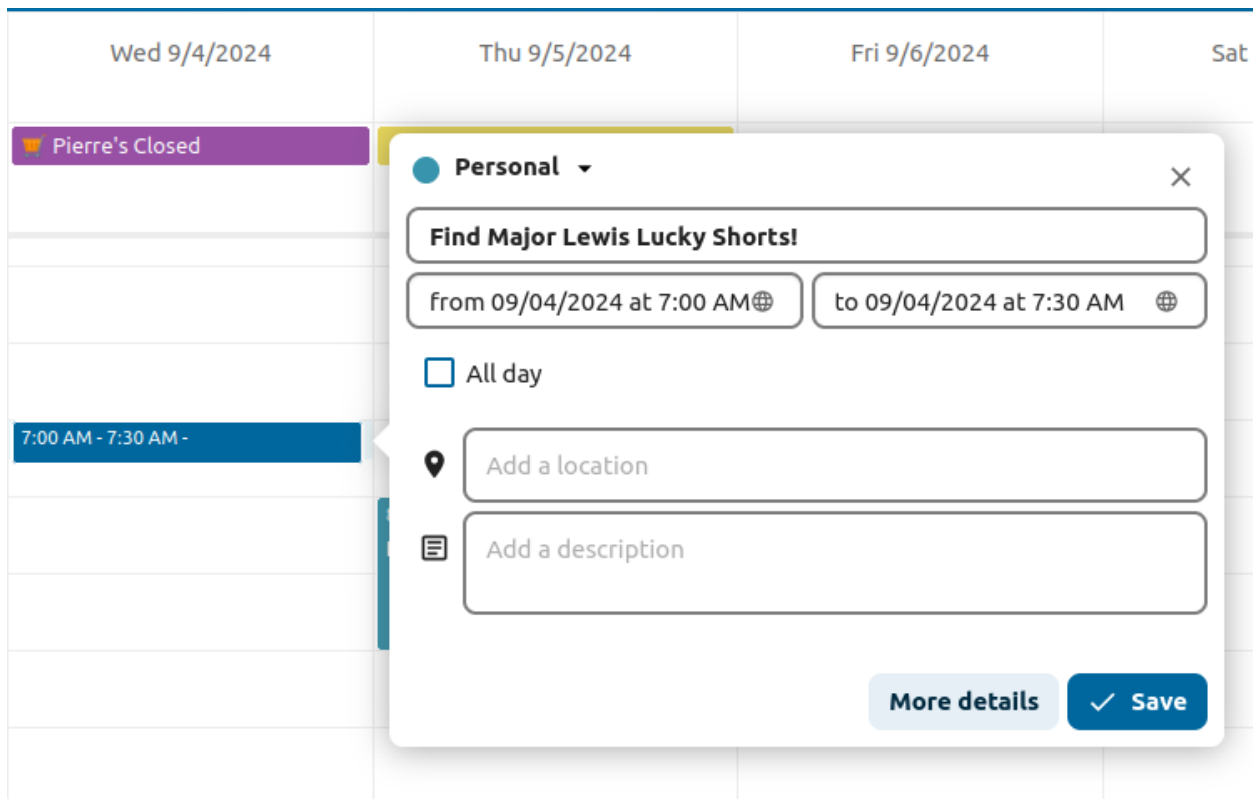 Wed 9/4/2024
Thu 9/5/2024
Fri 9/6/2024
Sat
Pierre's Closed
Personal
Find Major Lewis Lucky Shorts!
from 09/04/2024 at 7:00 AM
to 09/04/2024 at 7:30 AM
All day
7:00 AM - 7:30 AM -
Add a location
Add a description
More details
Save